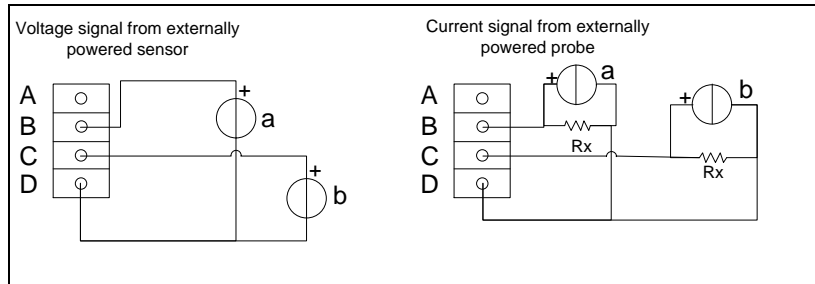 Voltage signal from externally
powered sensor
A
B
C
D
+
a
+
b
Current signal from externally
powered probe
A
B
C
D
+
a
Rx
+
b
Rx